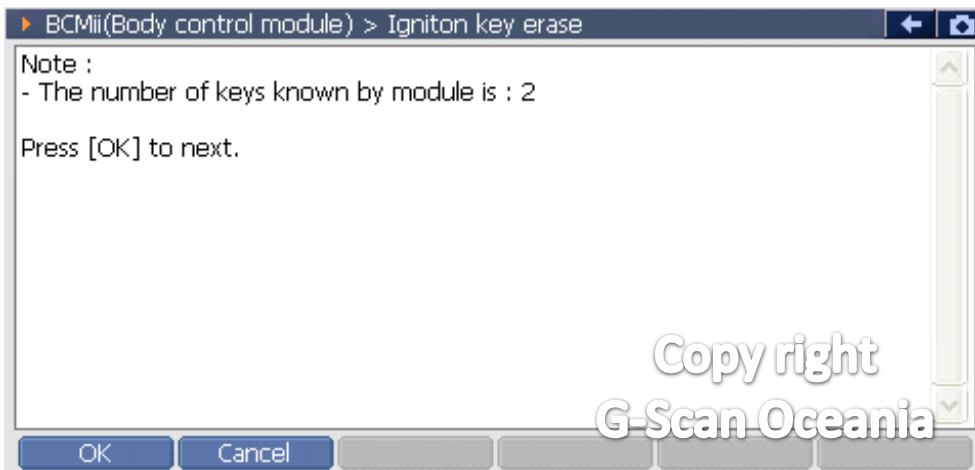 BCMii(Body control module) > Igniton key erase
Note :
- The number of keys known by module is : 2
Press [OK] to next.
Copy right
G-Scan Oceania
OK
Cancel